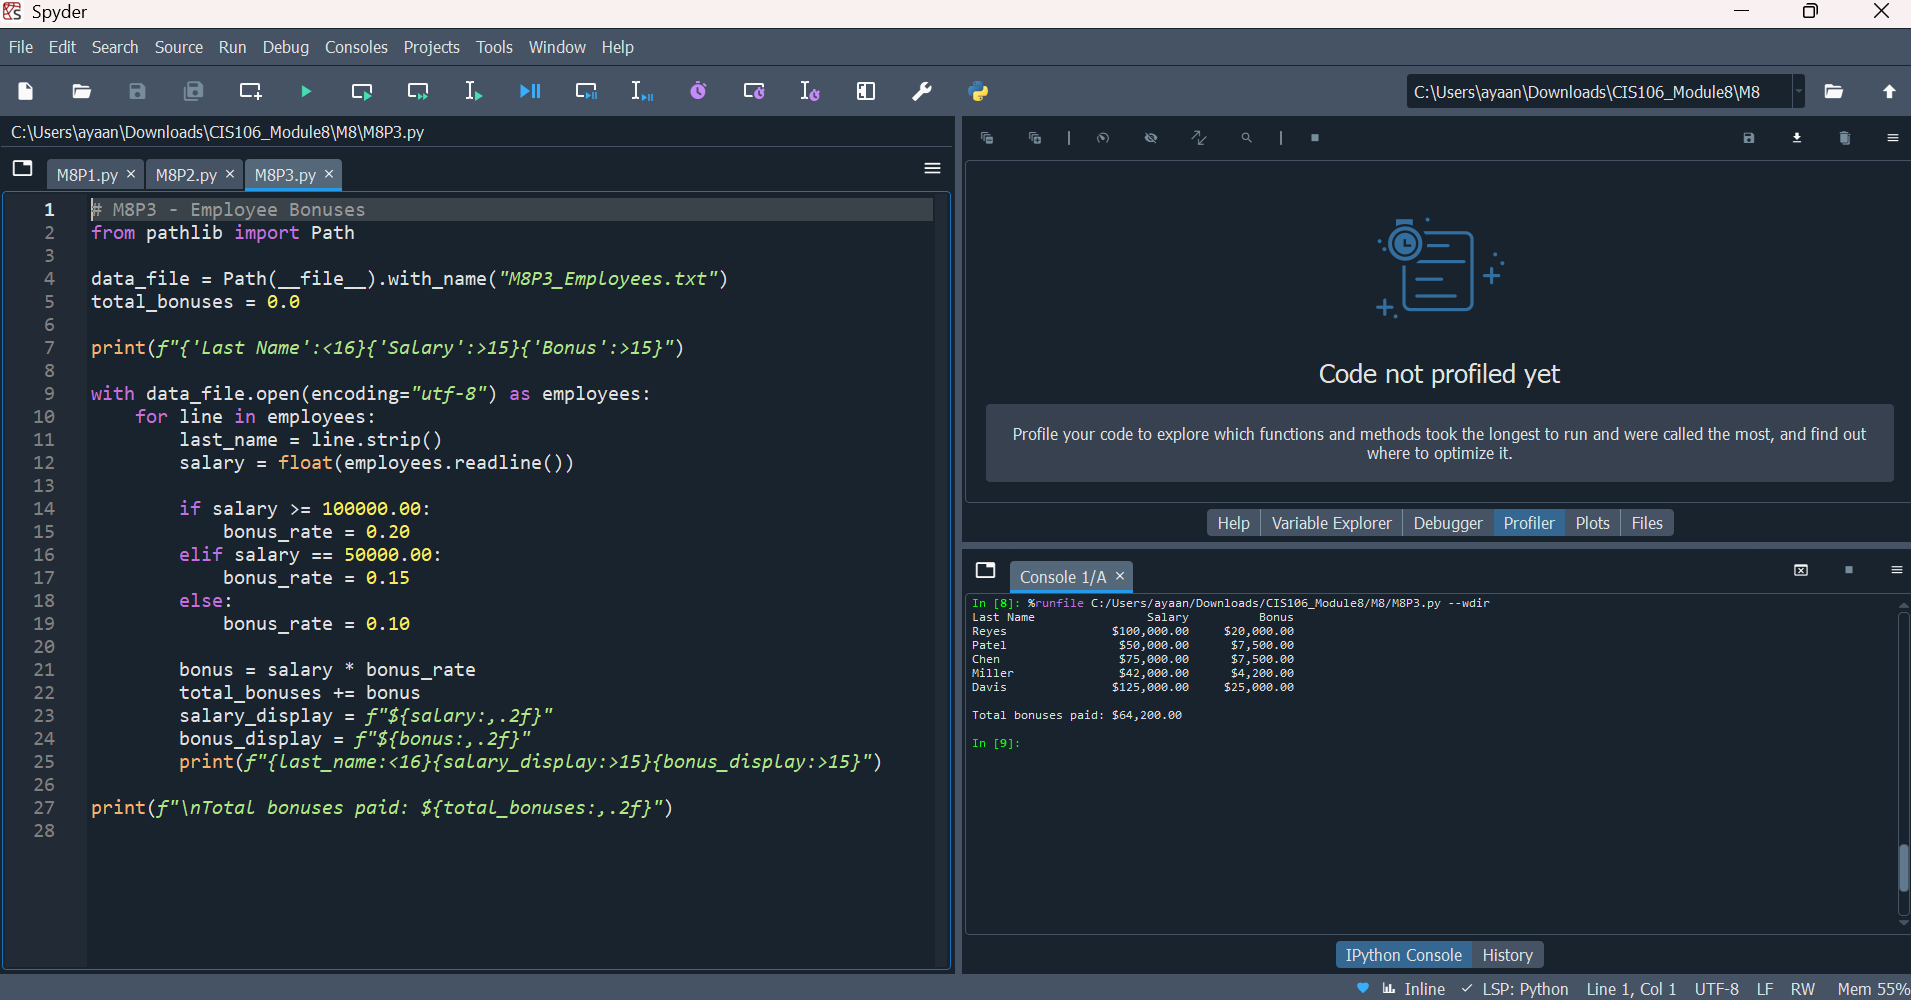 Spyder
File Edit Search Source Run Debug Consoles Projects Tools Window Help
C:\Users\ayaan\Downloads\CIS106_Module8\M8
C:\Users\ayaan\Downloads\CIS106_Module8\M8\M8P3.py
M8P1.py M8P2.py M8P3.py
1 # M8P3 - Employee Bonuses
2 from pathlib import Path
3
4 data_file = Path(__file__).with_name("M8P3_Employees.txt")
5 total_bonuses = 0.0
6
7 print(f"{'Last Name':<16}{'Salary':>15}{'Bonus':>15}")
8
9 with data_file.open(encoding="utf-8") as employees:
10     for line in employees:
11         last_name = line.strip()
12         salary = float(employees.readline())
13
14         if salary >= 100000.00:
15             bonus_rate = 0.20
16         elif salary == 50000.00:
17             bonus_rate = 0.15
18         else:
19             bonus_rate = 0.10
20
21         bonus = salary * bonus_rate
22         total_bonuses += bonus
23         salary_display = f"${salary:,.2f}"
24         bonus_display = f"${bonus:,.2f}"
25         print(f"{last_name:<16}{salary_display:>15}{bonus_display:>15}")
26
27 print(f"\nTotal bonuses paid: ${total_bonuses:,.2f}")
28
Code not profiled yet
Profile your code to explore which functions and methods took the longest to run and were called the most, and find out
where to optimize it.
Help Variable Explorer Debugger Profiler Plots Files
Console 1/A
In [8]: %runfile C:/Users/ayaan/Downloads/CIS106_Module8/M8/M8P3.py --wdir
Last Name                Salary          Bonus
Reyes               $100,000.00     $20,000.00
Patel                $50,000.00      $7,500.00
Chen                 $75,000.00      $7,500.00
Miller               $42,000.00      $4,200.00
Davis               $125,000.00     $25,000.00
Total bonuses paid: $64,200.00
In [9]:
IPython Console History
Inline LSP: Python Line 1, Col 1 UTF-8 LF RW Mem 55%